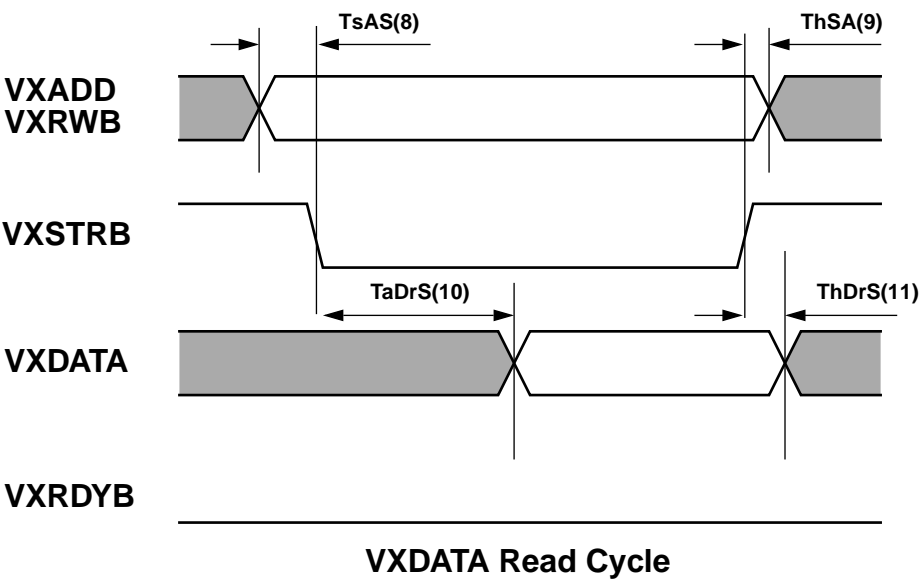 TsAS(8)
ThSA(9)
VXADD
VXRWB
VXSTRB
TaDrS(10)
ThDrS(11)
VXDATA
VXRDYB
VXDATA Read Cycle